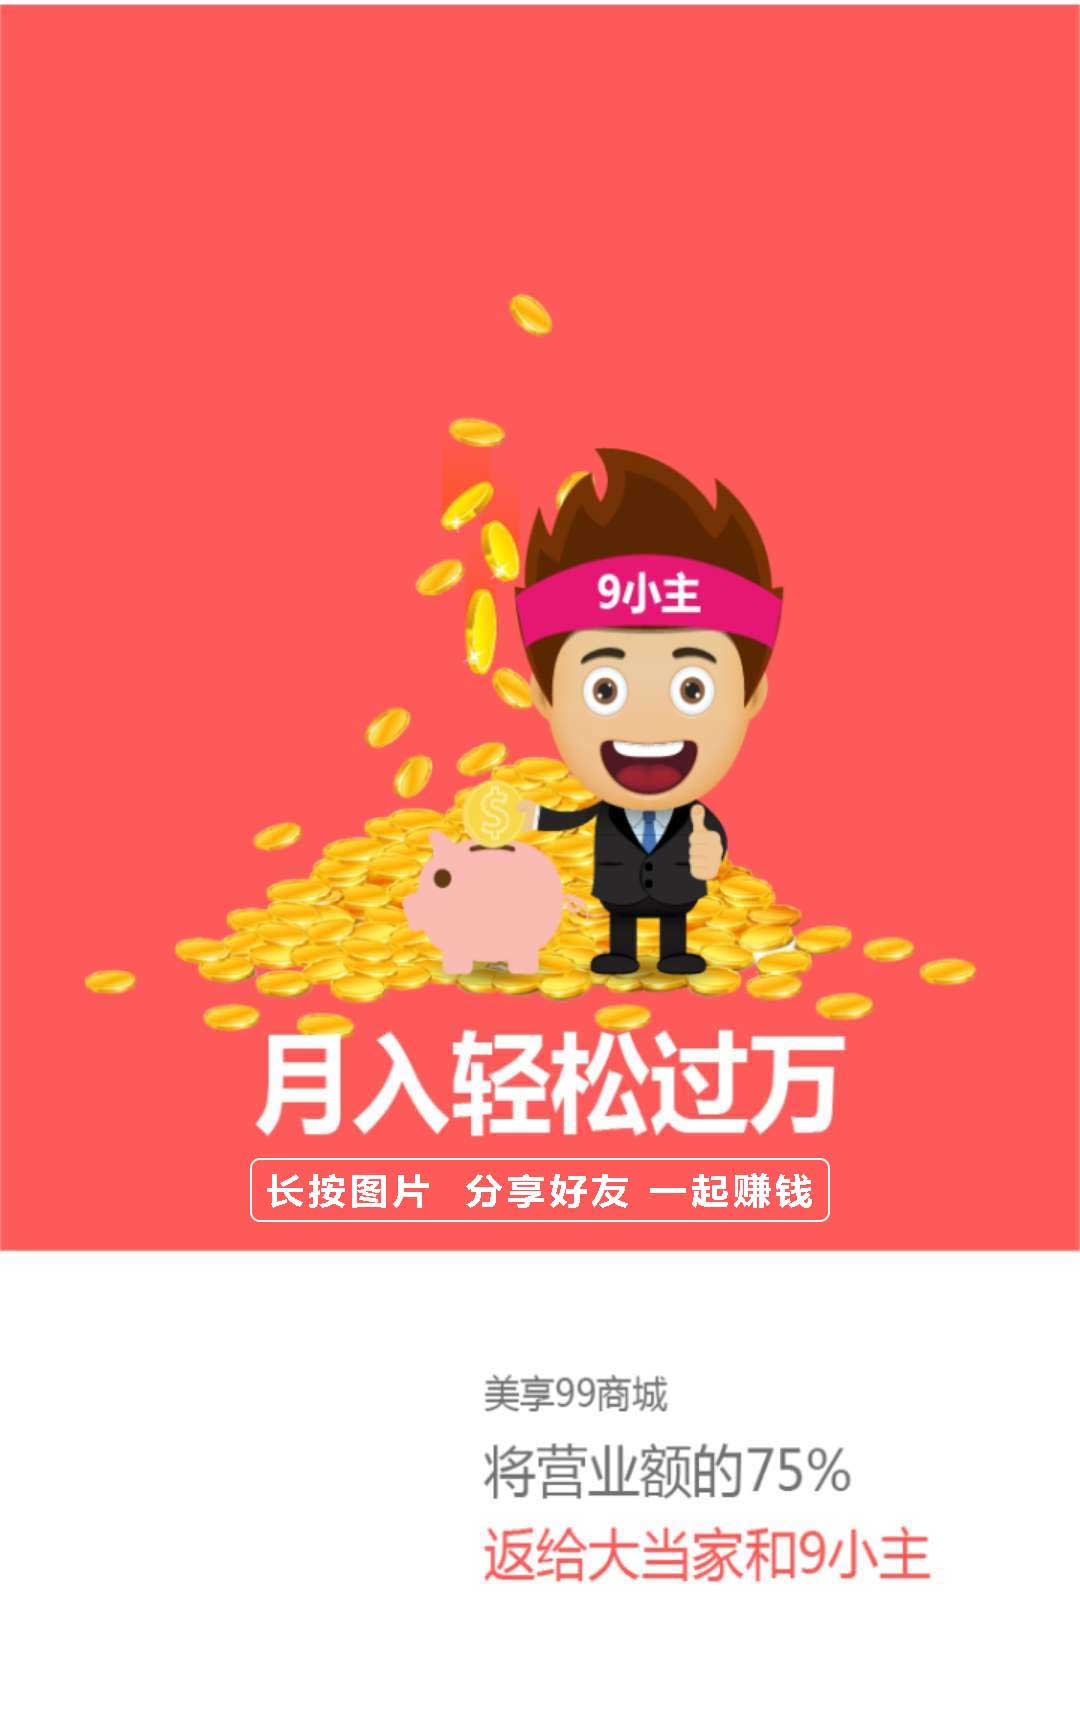 9小主
月入轻松过万
长按图片 分享好友 一起赚钱
美享99商城
将营业额的75%
返给大当家和9小主